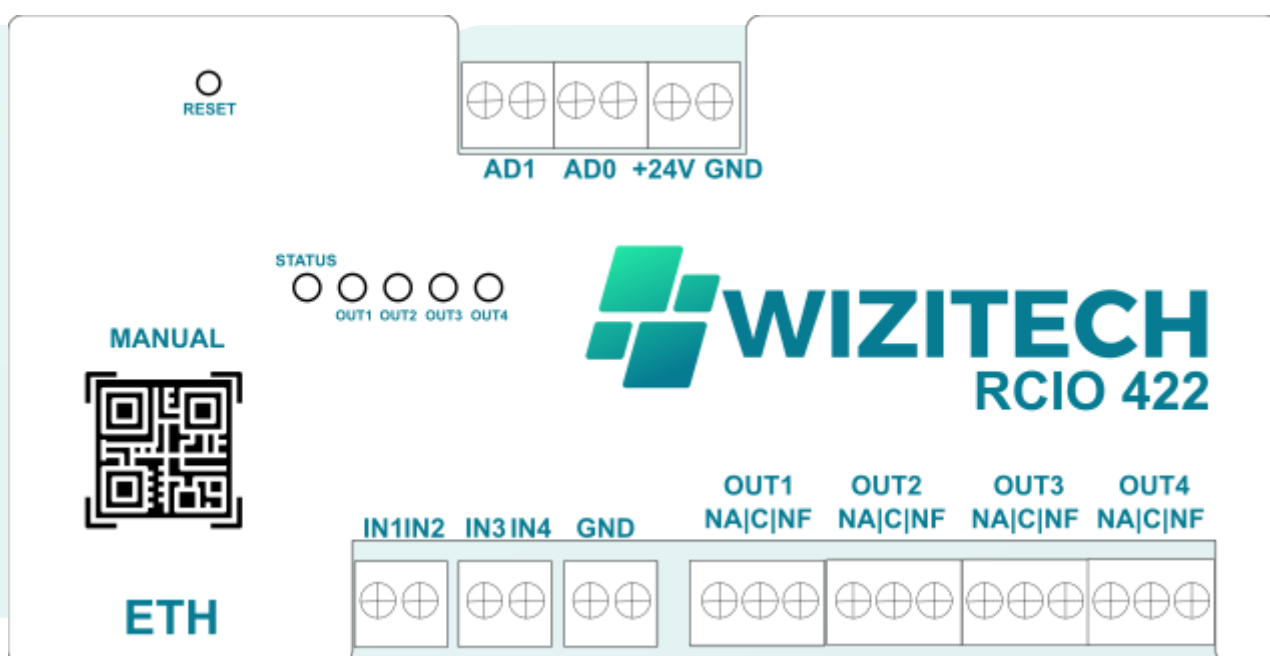 RESET
AD1 AD0 +24V GND
STATUS
OUT1 OUT2 OUT3 OUT4
MANUAL
WIZITECH
RCIO 422
OUT1 OUT2 OUT3 OUT4
IN1IN2 IN3 IN4 GND NA|C|NF NA|C|NF NA|C|NF NA|C|NF
ETH